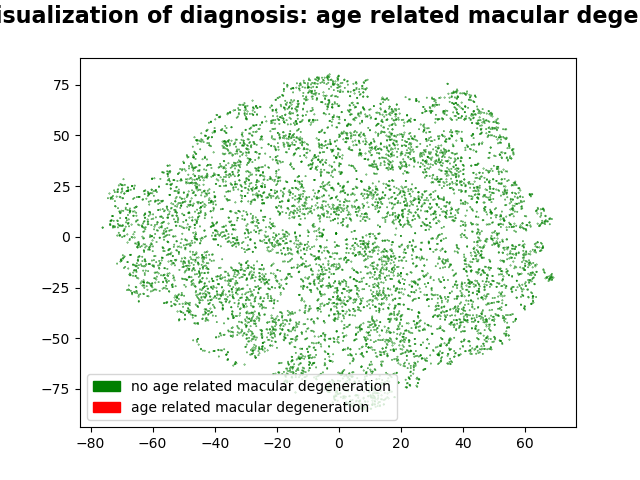 isualization of diagnosis: age related macular dege
75
50
25
0
−25
−50
−75
no age related macular degeneration
age related macular degeneration
−80 −60 −40 −20 0 20 40 60